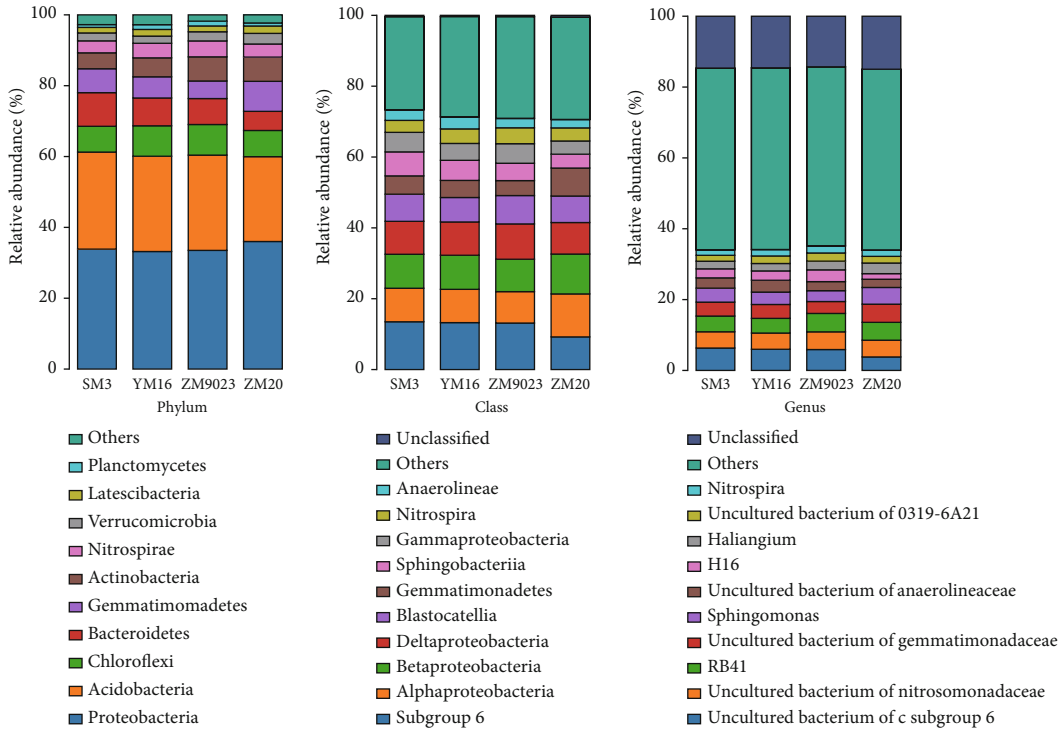 Relative abundance (%)
100
80
60
40
20
0
SM3 YM16 ZM9023 ZM20
Phylum
Others
Planctomycetes
Latescibacteria
Verrucomicrobia
Nitrospirae
Actinobacteria
Gemmatimomadetes
Bacteroidetes
Chloroflexi
Acidobacteria
Proteobacteria
Relative abundance (%)
100
80
60
40
20
0
SM3 YM16 ZM9023 ZM20
Class
Unclassified
Others
Anaerolineae
Nitrospira
Gammaproteobacteria
Sphingobacteriia
Gemmatimonadetes
Blastocatellia
Deltaproteobacteria
Betaproteobacteria
Alphaproteobacteria
Subgroup 6
Relative abundance (%)
100
80
60
40
20
0
SM3 YM16 ZM9023 ZM20
Genus
Unclassified
Others
Nitrospira
Uncultured bacterium of 0319-6A21
Haliangium
H16
Uncultured bacterium of anaerolineaceae
Sphingomonas
Uncultured bacterium of gemmatimonadaceae
RB41
Uncultured bacterium of nitrosomonadaceae
Uncultured bacterium of c subgroup 6